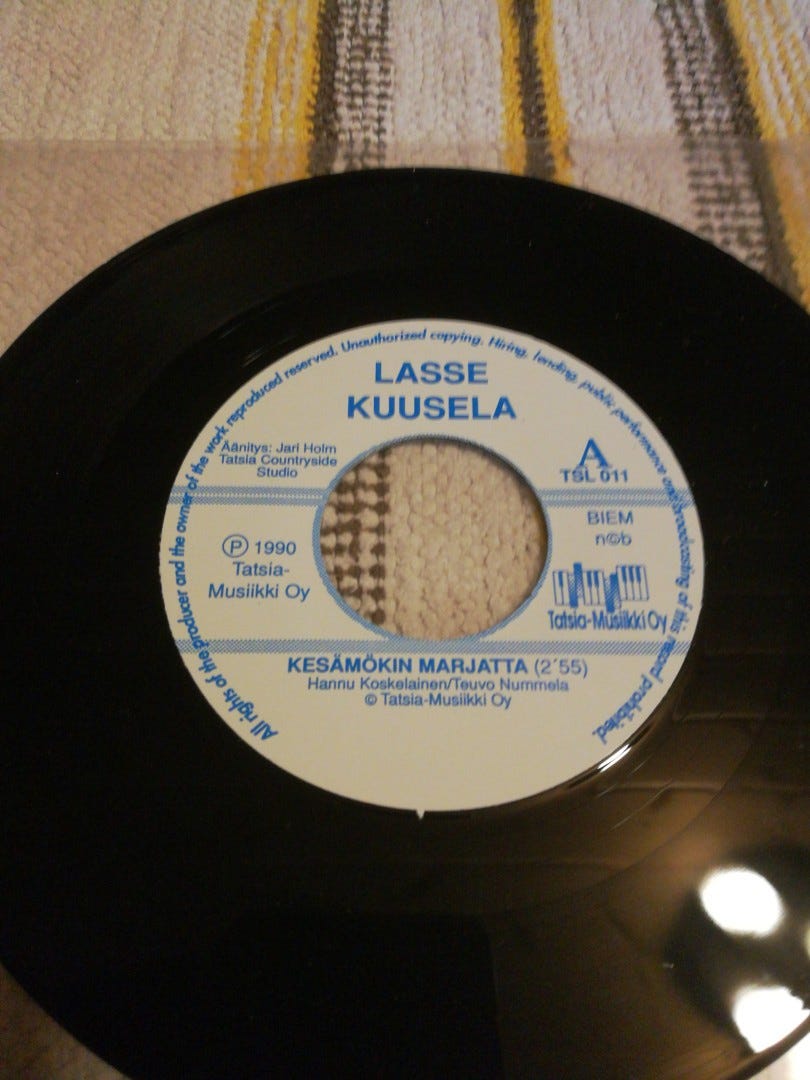 All rights of the producer and the owner of the work reproduced reserved. Unauthorized copying. Hiring, lending, public performance and broadcasting of this record prohibited.
LASSE
KUUSELA
Äänitys: Jari Holm
Tatsia Countryside
Studio
A
TSL 011
Ⓟ 1990
Tatsia-
Musiikki Oy
BIEM
n©b
Tatsia-Musiikki Oy
KESÄMÖKIN MARJATTA (2´55)
Hannu Koskelainen/Teuvo Nummela
© Tatsia-Musiikki Oy